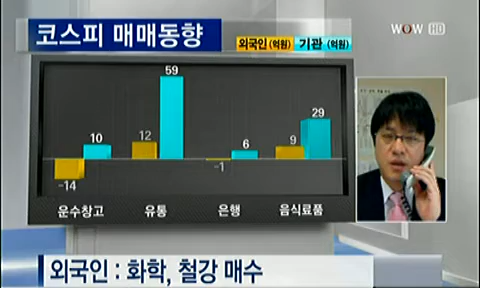 코스피 매매동향
외국인(억원) 기관 (억원)
WOW HD
59
10 12 29
-14 -1 6 9
운수창고 유통 은행 음식료품
외국인 : 화학, 철강 매수